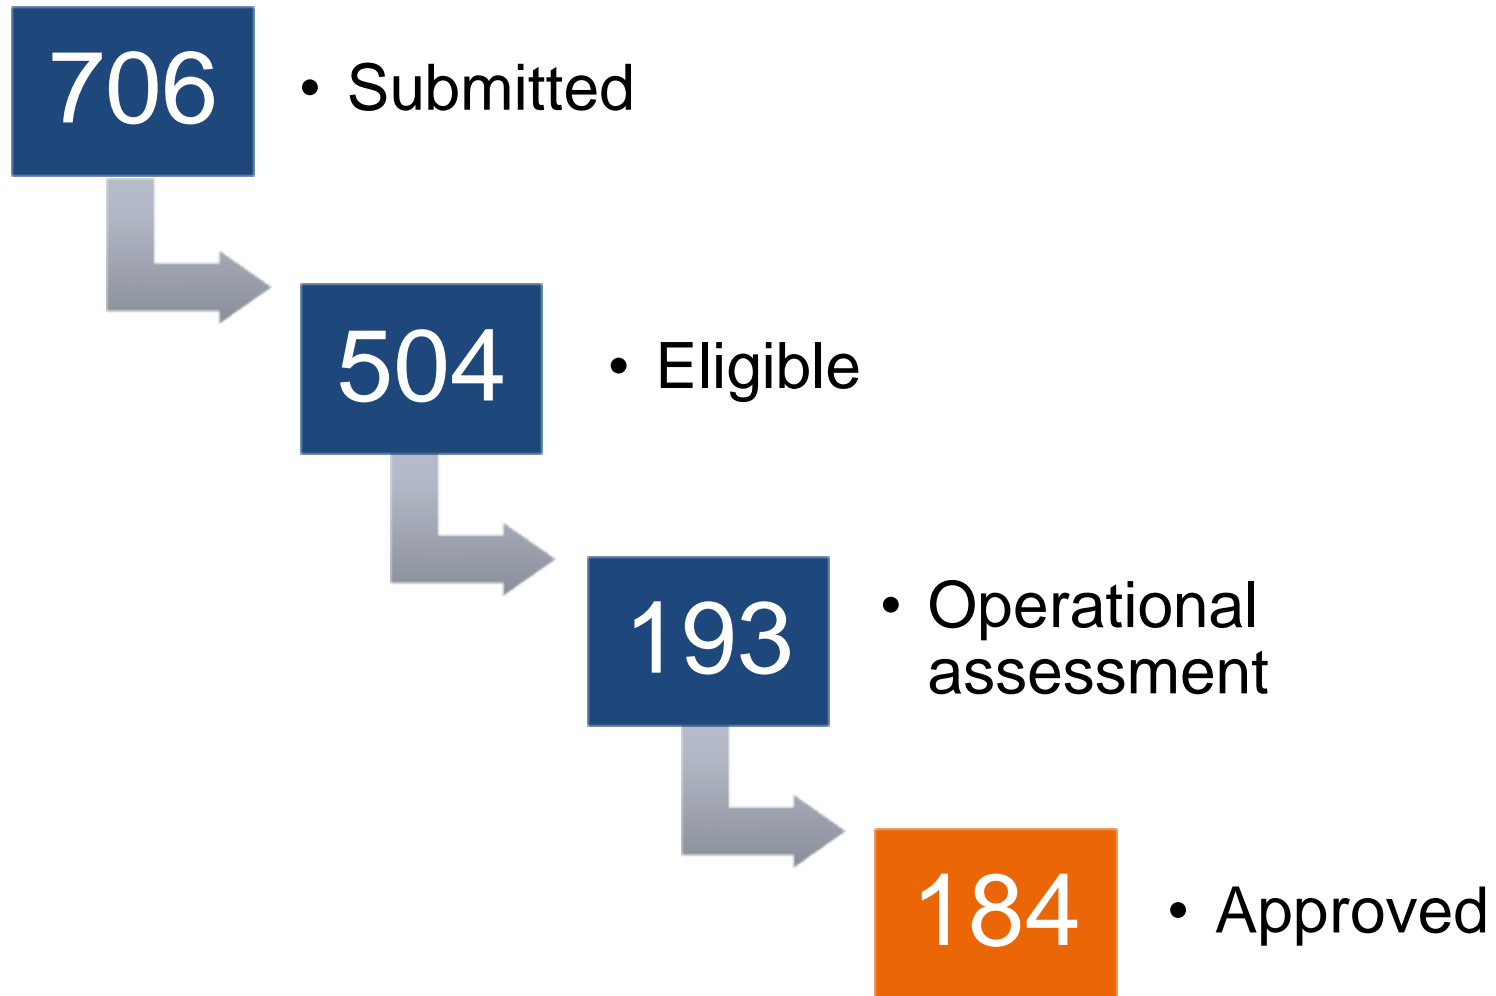 706
• Submitted
504
• Eligible
193
• Operational
assessment
184
• Approved